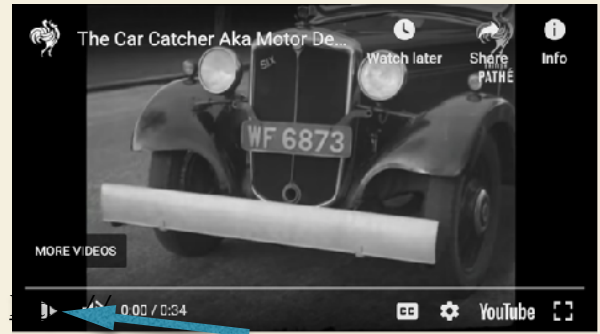 The Car Catcher Aka Motor De...
Watch later
Share
Info
PATHÉ
SIX
WF 6873
MORE VIDEOS
0:00 / 0:34
CC
YouTube